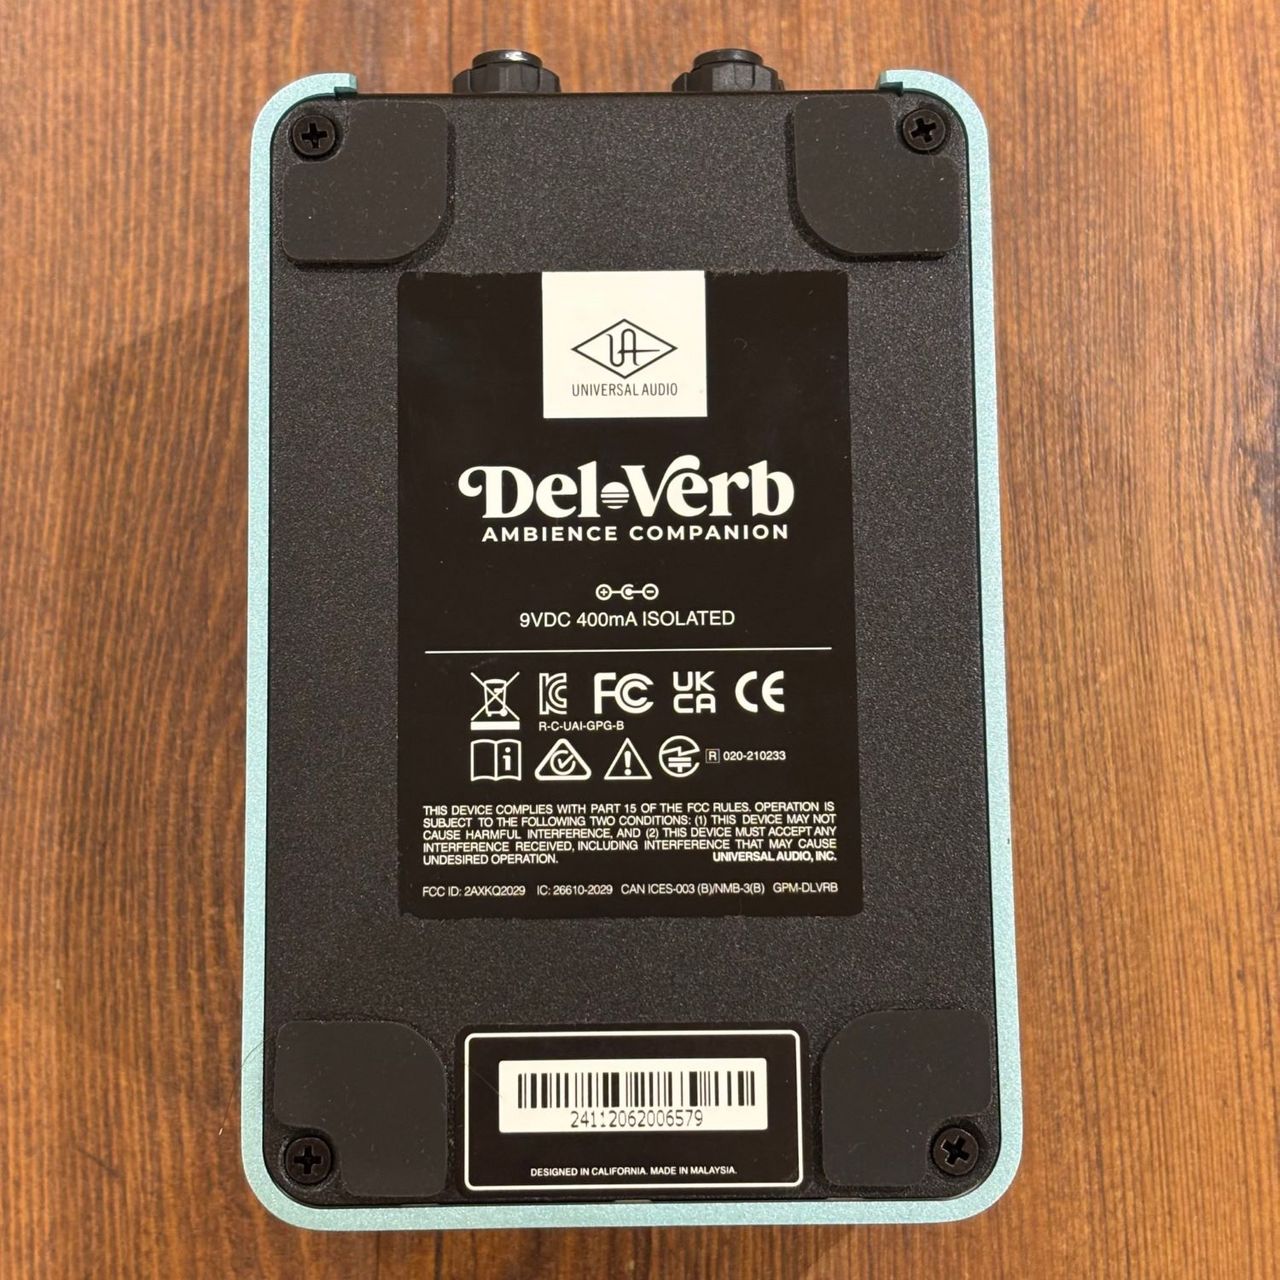 UNIVERSAL AUDIO
Del-Verb
AMBIENCE COMPANION
9VDC 400mA ISOLATED
FC UK CA CE
R-C-UAI-GPG-B
R 020-210233
THIS DEVICE COMPLIES WITH PART 15 OF THE FCC RULES. OPERATION IS
SUBJECT TO THE FOLLOWING TWO CONDITIONS: (1) THIS DEVICE MAY NOT
CAUSE HARMFUL INTERFERENCE, AND (2) THIS DEVICE MUST ACCEPT ANY
INTERFERENCE RECEIVED, INCLUDING INTERFERENCE THAT MAY CAUSE
UNDESIRED OPERATION. UNIVERSAL AUDIO, INC.
FCC ID: 2AXKQ2029 IC: 26610-2029 CAN ICES-003 (B)/NMB-3(B) GPM-DLVRB
24112062006579
DESIGNED IN CALIFORNIA. MADE IN MALAYSIA.